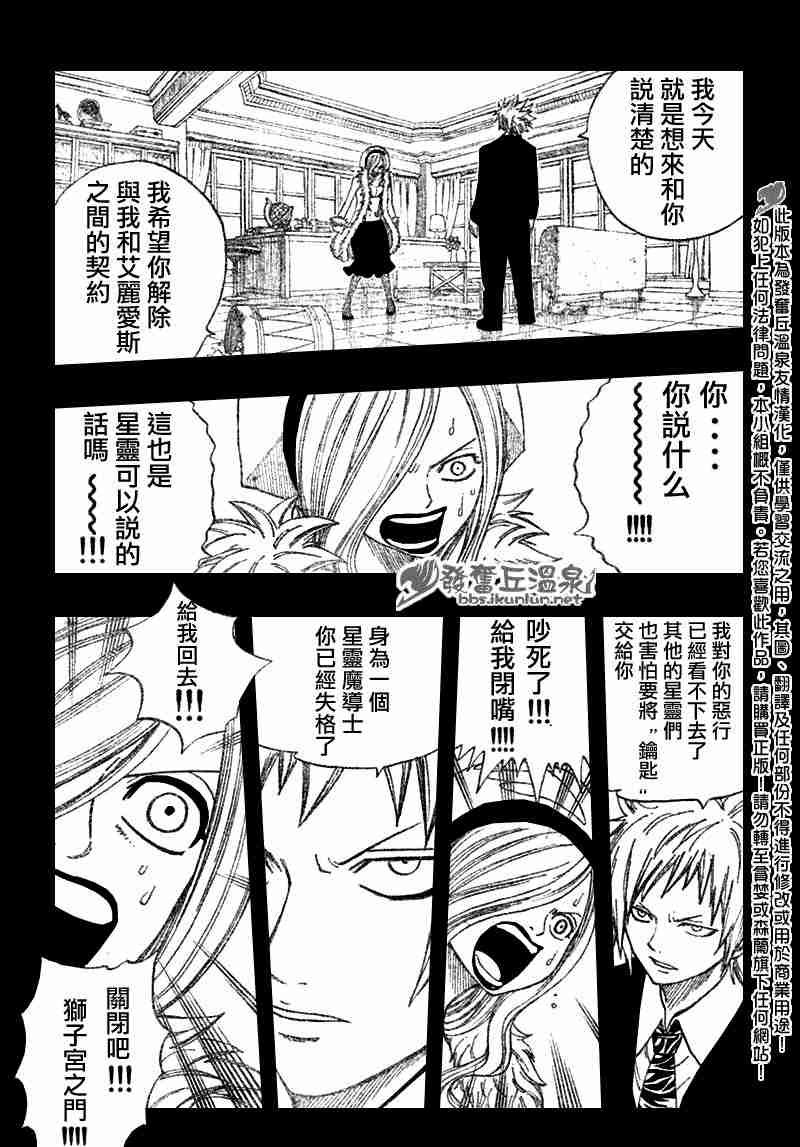 我今天
就是想來和你
說清楚的
我希望你解除
與我和艾麗愛斯
之間的契約
你....
你説什么
~~~~!!!!
這也是
星靈可以說的
話嗎~~~~!!!
發奮丘溫泉
bbs.ikunlun.net
我對你的惡行
已經看不下去了
其他的星靈們
也害怕要將〝鑰匙〞
交給你
吵死了!!!
給我閉嘴!!!!
身為一個
星靈魔導士
你已經失格了
給我回去!!!
關閉吧!!!
獅子宮之門!!!!
此版本為發奮丘溫泉友情漢化，僅供學習交流之用，其圖、翻譯及任何部份不得進行修改或用於商業用途！
如犯上任何法律問題，本小組概不負責。若您喜歡此作品，請購買正版！請勿轉至貪婪或森蘭旗下任何網站！